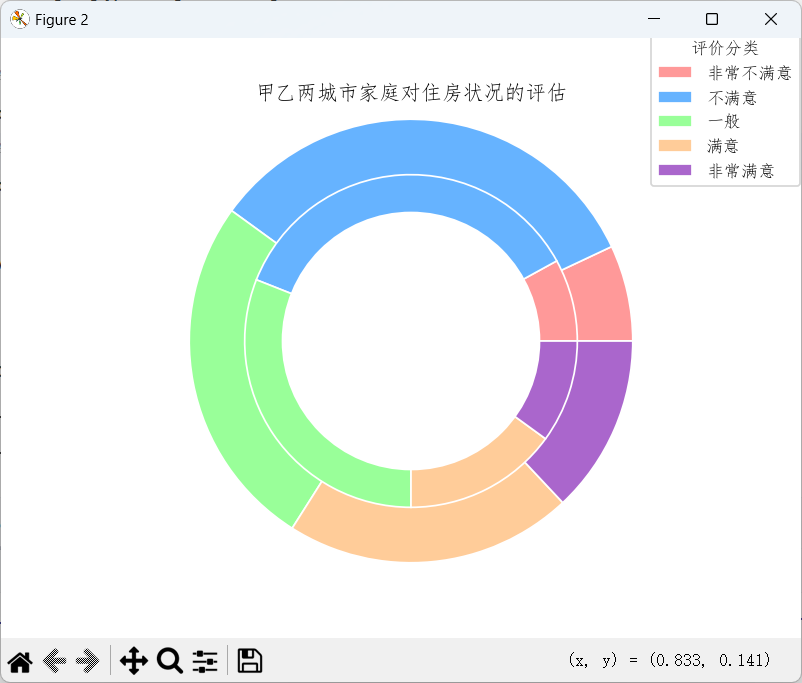 Figure 2
甲乙两城市家庭对住房状况的评估
评价分类
非常不满意
不满意
一般
满意
非常满意
(x, y) = (0.833, 0.141)